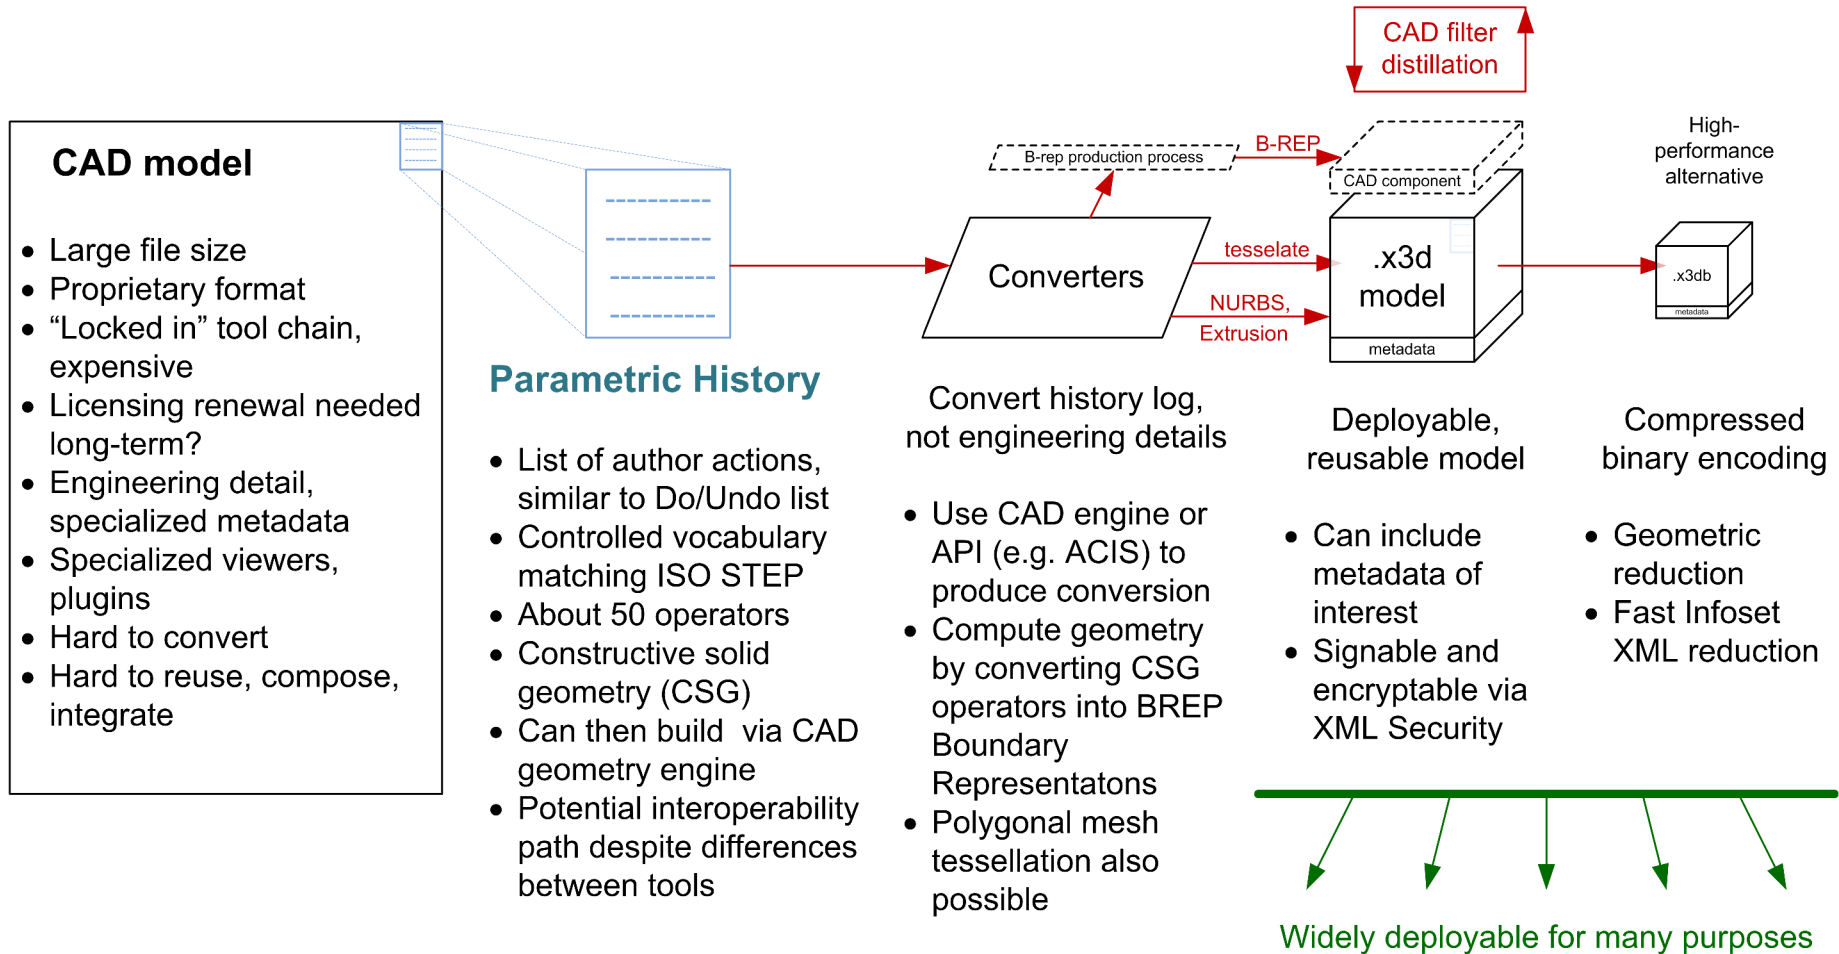 CAD filter
distillation
CAD model
• Large file size
• Proprietary format
• “Locked in” tool chain,
expensive
• Licensing renewal needed
long-term?
• Engineering detail,
specialized metadata
• Specialized viewers,
plugins
• Hard to convert
• Hard to reuse, compose,
integrate
Parametric History
• List of author actions,
similar to Do/Undo list
• Controlled vocabulary
matching ISO STEP
• About 50 operators
• Constructive solid
geometry (CSG)
• Can then build via CAD
geometry engine
• Potential interoperability
path despite differences
between tools
B-rep production process
B-REP
Converters
tesselate
NURBS,
Extrusion
Convert history log,
not engineering details
• Use CAD engine or
API (e.g. ACIS) to
produce conversion
• Compute geometry
by converting CSG
operators into BREP
Boundary
Representatons
• Polygonal mesh
tessellation also
possible
CAD component
.x3d
model
metadata
Deployable,
reusable model
• Can include
metadata of
interest
• Signable and
encryptable via
XML Security
High-
performance
alternative
.x3db
metadata
Compressed
binary encoding
• Geometric
reduction
• Fast Infoset
XML reduction
Widely deployable for many purposes